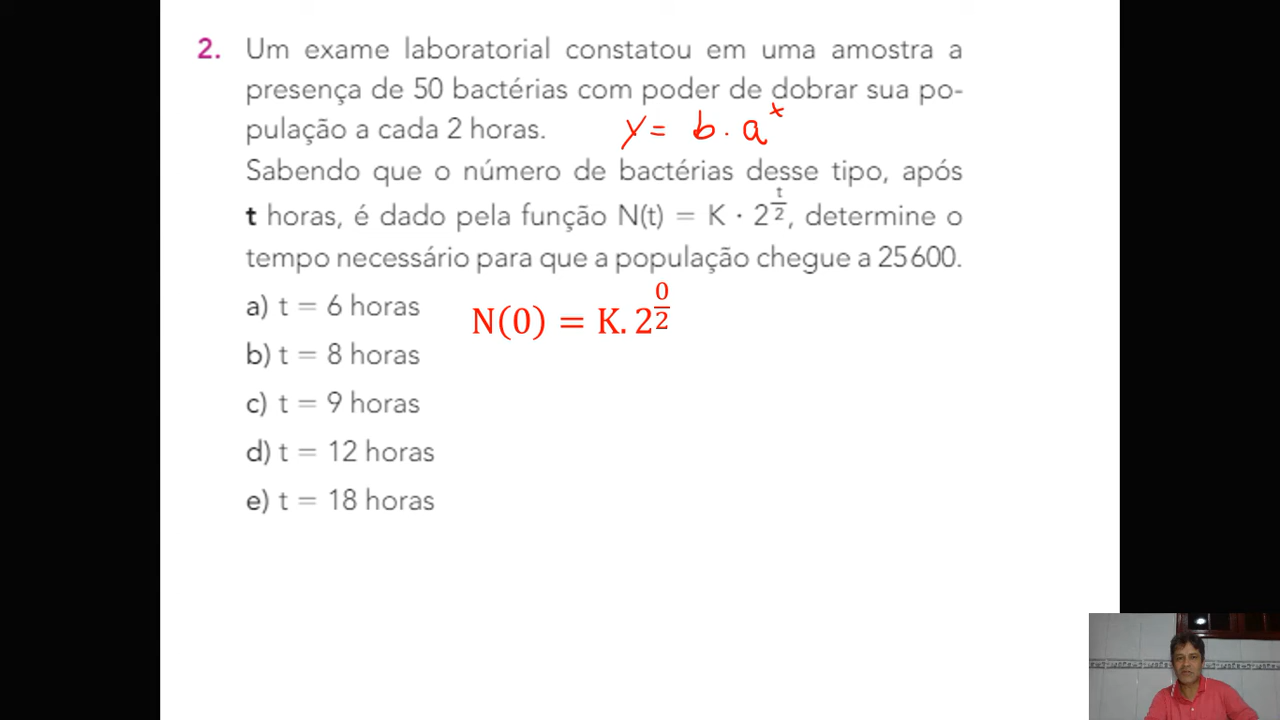 2. Um exame laboratorial constatou em uma amostra a
presença de 50 bactérias com poder de dobrar sua po-
pulação a cada 2 horas.
y = b · a^x
Sabendo que o número de bactérias desse tipo, após
t horas, é dado pela função N(t) = K · 2^(t/2), determine o
tempo necessário para que a população chegue a 25 600.
a) t = 6 horas
N(0) = K. 2^(0/2)
b) t = 8 horas
c) t = 9 horas
d) t = 12 horas
e) t = 18 horas